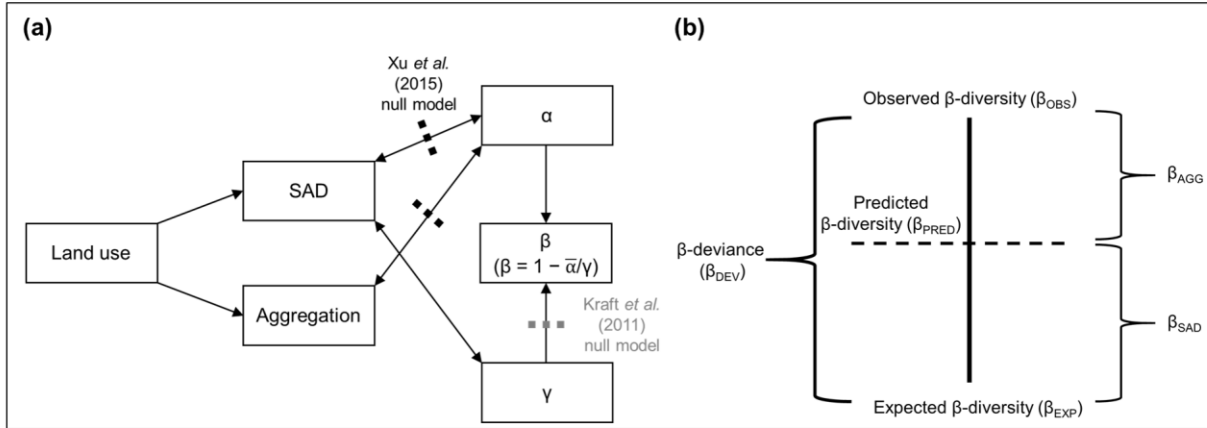 (a)
Xu et al.
(2015)
null model
α
SAD
Land use
β
(β = 1 − α̅/γ)
Aggregation
Kraft et al.
(2011)
null model
γ
(b)
Observed β-diversity (βOBS)
βAGG
Predicted
β-diversity (βPRED)
β-deviance
(βDEV)
βSAD
Expected β-diversity (βEXP)